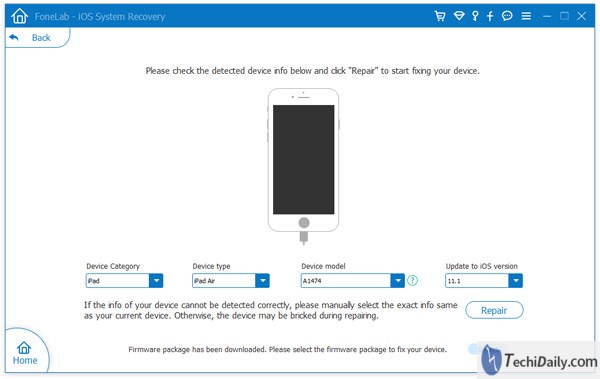 FoneLab - iOS System Recovery
Back
Please check the detected device info below and click "Repair" to start fixing your device.
Device Category Device type Device model Update to iOS version
iPad iPad Air A1474 ? 11.1
If the info of your device cannot be detected correctly, please manually select the exact info same
as your current device. Otherwise, the device may be bricked during repairing.
Repair
Firmware package has been downloaded. Please select the firmware package to fix your device.
Home
TechiDaily.com